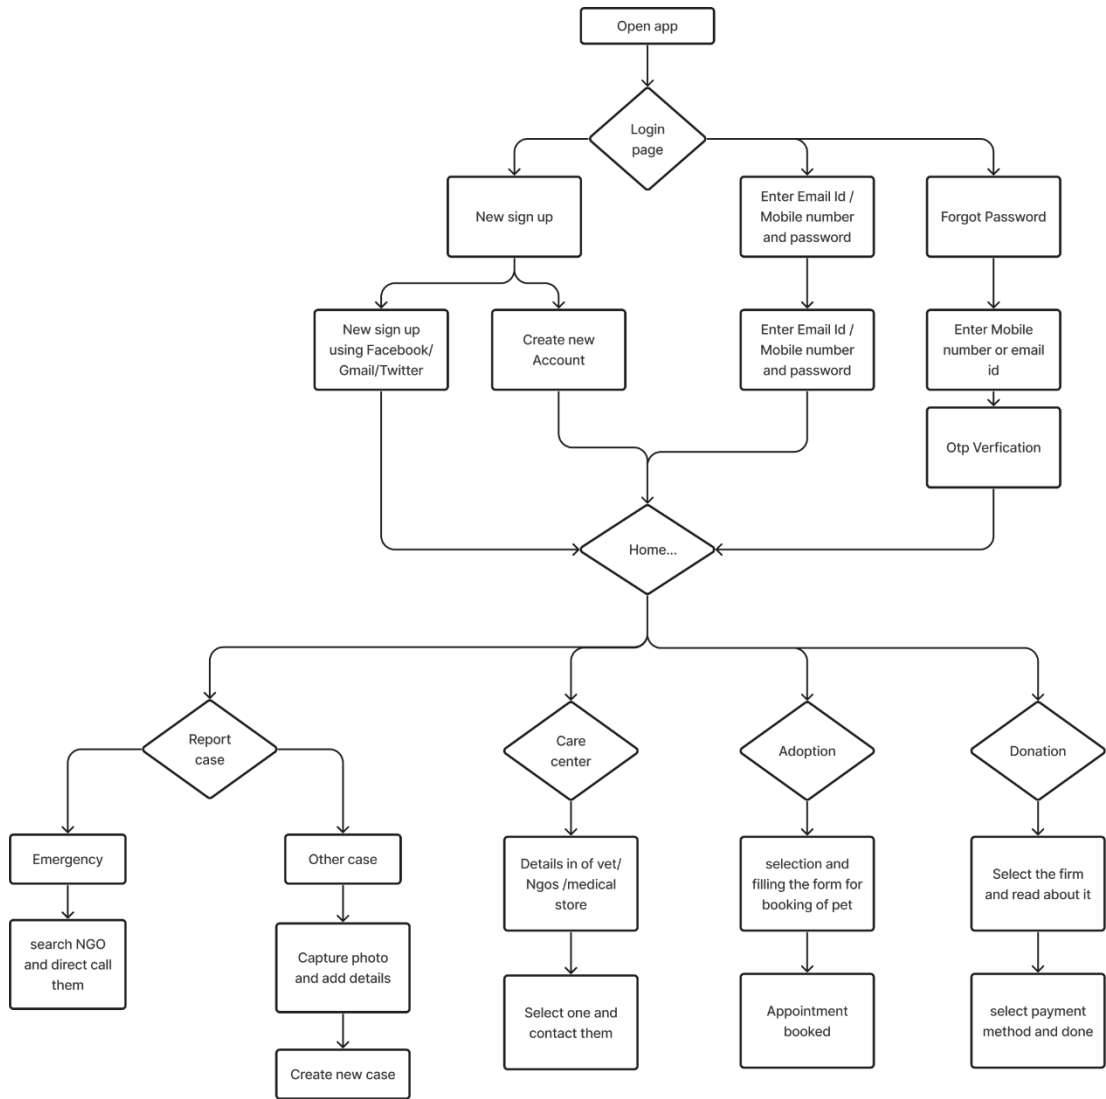 Open app
Login
page
New sign up
Enter Email Id /
Mobile number
and password
Forgot Password
New sign up
using Facebook/
Gmail/Twitter
Create new
Account
Enter Email Id /
Mobile number
and password
Enter Mobile
number or email
id
Otp Verfication
Home...
Report
case
Care
center
Adoption
Donation
Emergency
Other case
Details in of vet/
Ngos /medical
store
selection and
filling the form for
booking of pet
Select the firm
and read about it
search NGO
and direct call
them
Capture photo
and add details
Select one and
contact them
Appointment
booked
select payment
method and done
Create new case